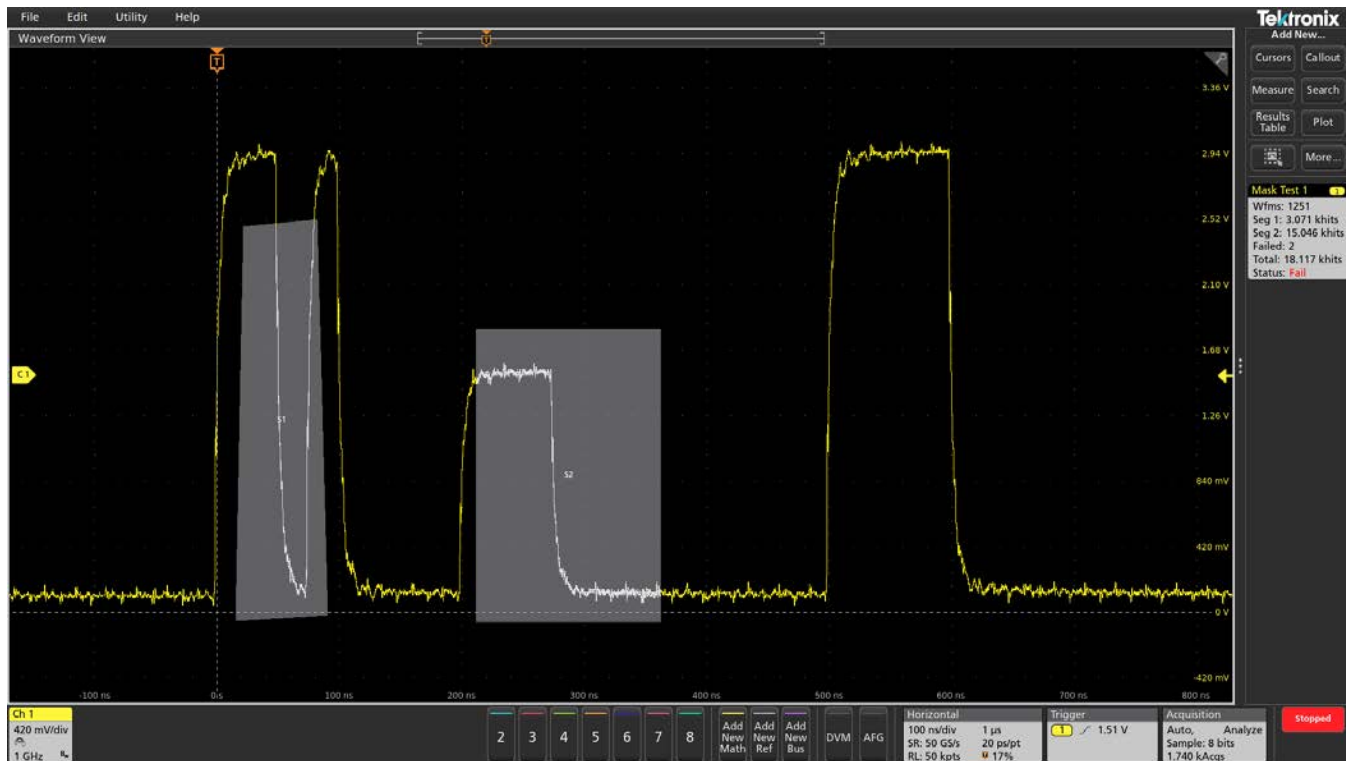 File Edit Utility Help
Tektronix
Waveform View
Add New...
T
T
Cursors Callout
Measure Search
Results Table Plot
More...
3.36 V
2.94 V
2.52 V
2.10 V
1.68 V
1.26 V
840 mV
420 mV
0 V
-420 mV
C 1
S1
S2
Mask Test 1 1
Wfms: 1251
Seg 1: 3.071 khits
Seg 2: 15.046 khits
Failed: 2
Total: 18.117 khits
Status: Fail
-100 ns 0 s 100 ns 200 ns 300 ns 400 ns 500 ns 600 ns 700 ns 800 ns
Ch 1
420 mV/div
1 GHz
2 3 4 5 6 7 8
Add New Math
Add New Ref
Add New Bus
DVM AFG
Horizontal
100 ns/div 1 µs
SR: 50 GS/s 20 ps/pt
RL: 50 kpts 17%
Trigger
1 1.51 V
Acquisition
Auto, Analyze
Sample: 8 bits
1.740 kAcqs
Stopped